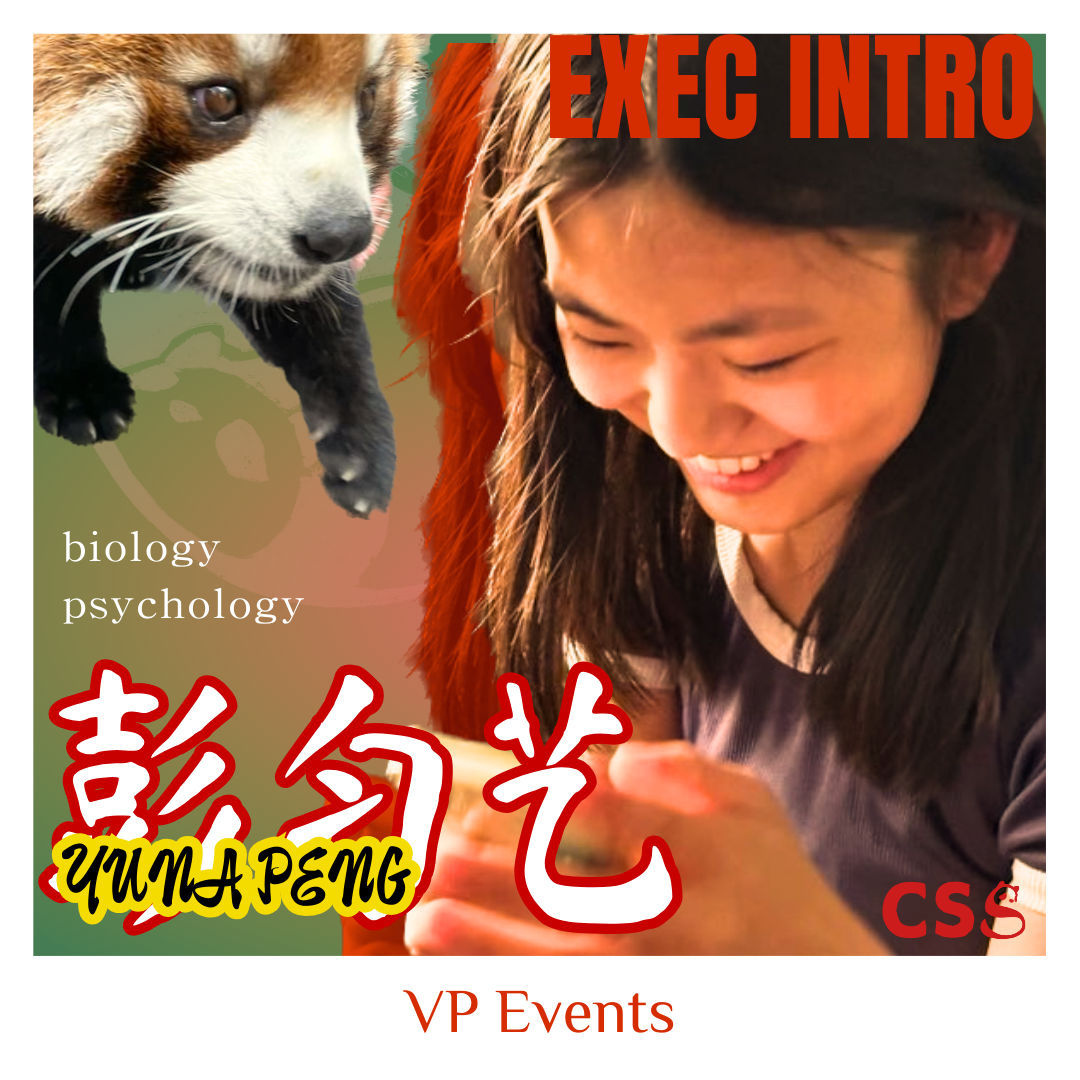 EXEC INTRO
biology
psychology
彭匀艺
YUNA PENG
CSS
VP Events